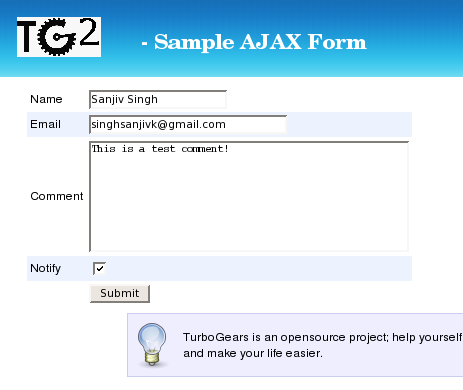 TG2
- Sample AJAX Form
Name Sanjiv Singh
Email singhsanjivk@gmail.com
This is a test comment!
Comment
Notify
Submit
TurboGears is an opensource project; help yourself
and make your life easier.